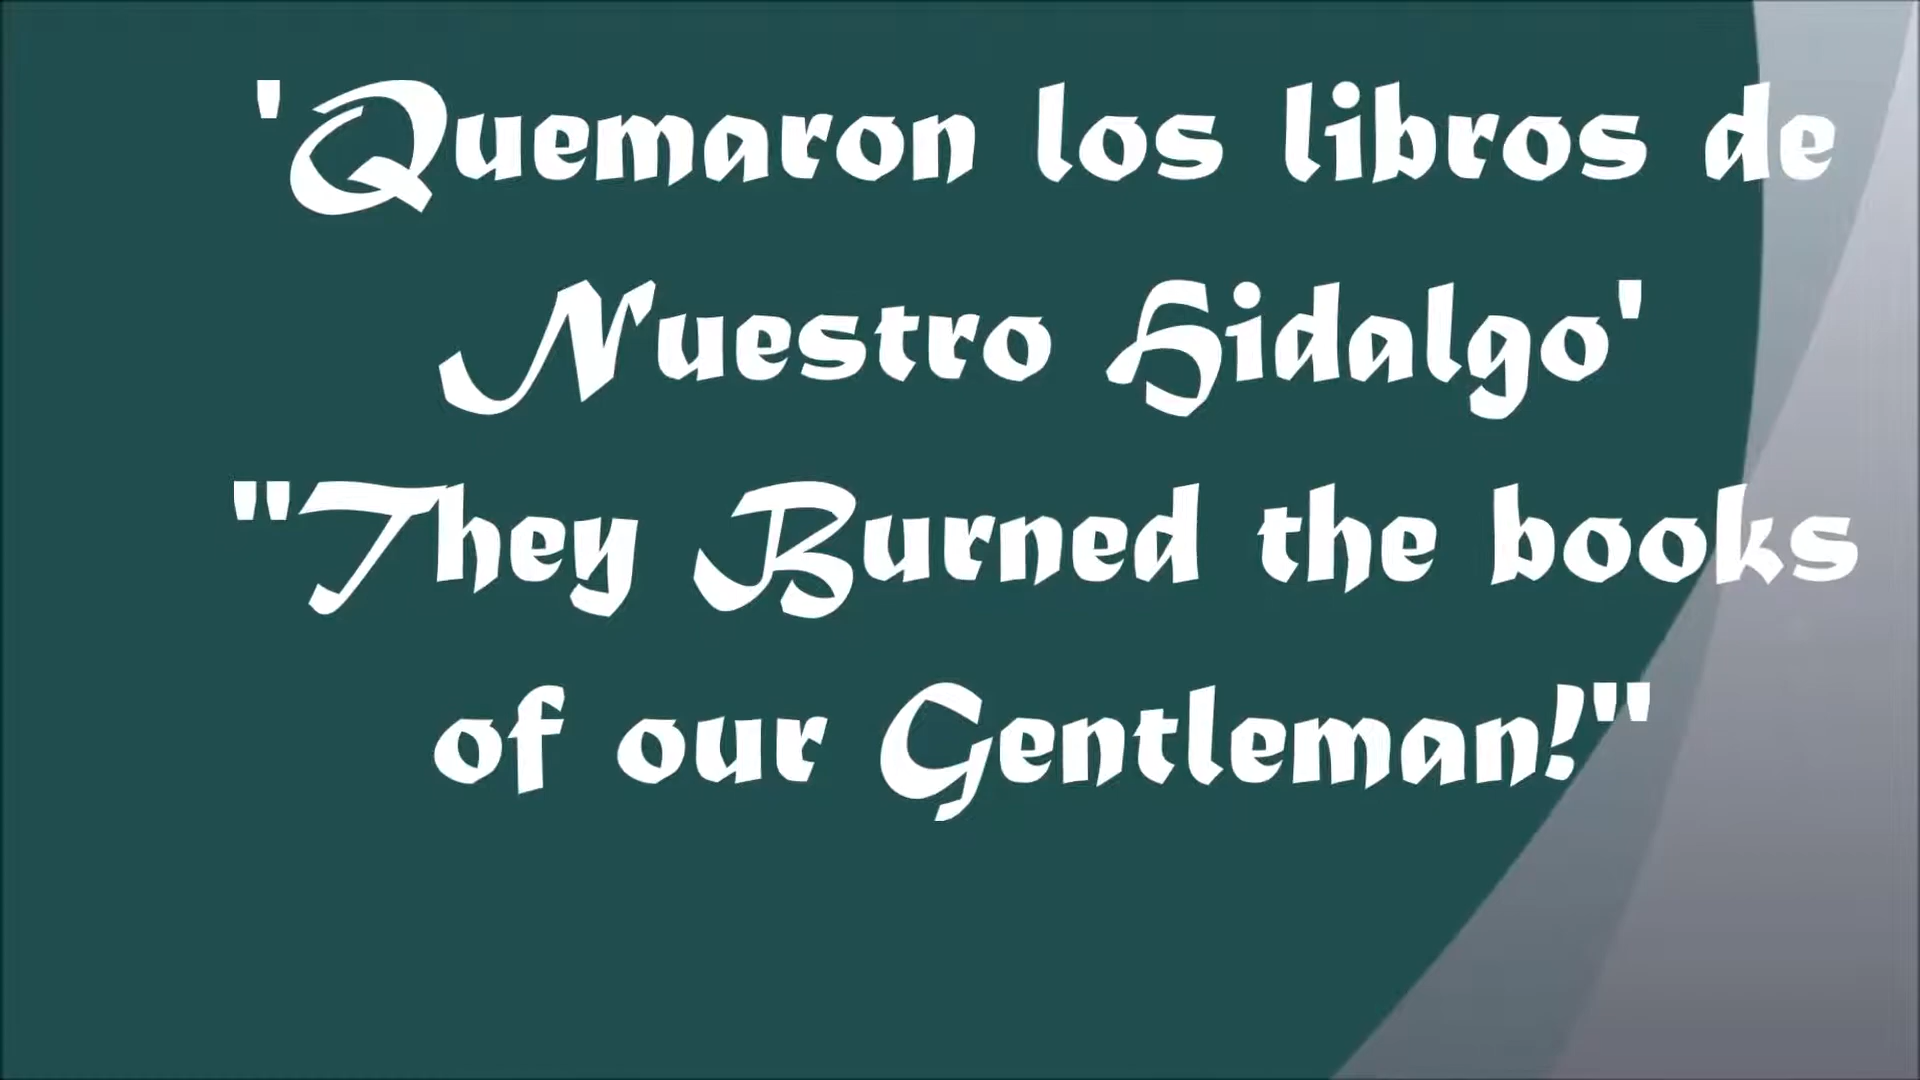 'Quemaron los libros de
Nuestro Hidalgo'
"They Burned the books
of our Gentleman!"